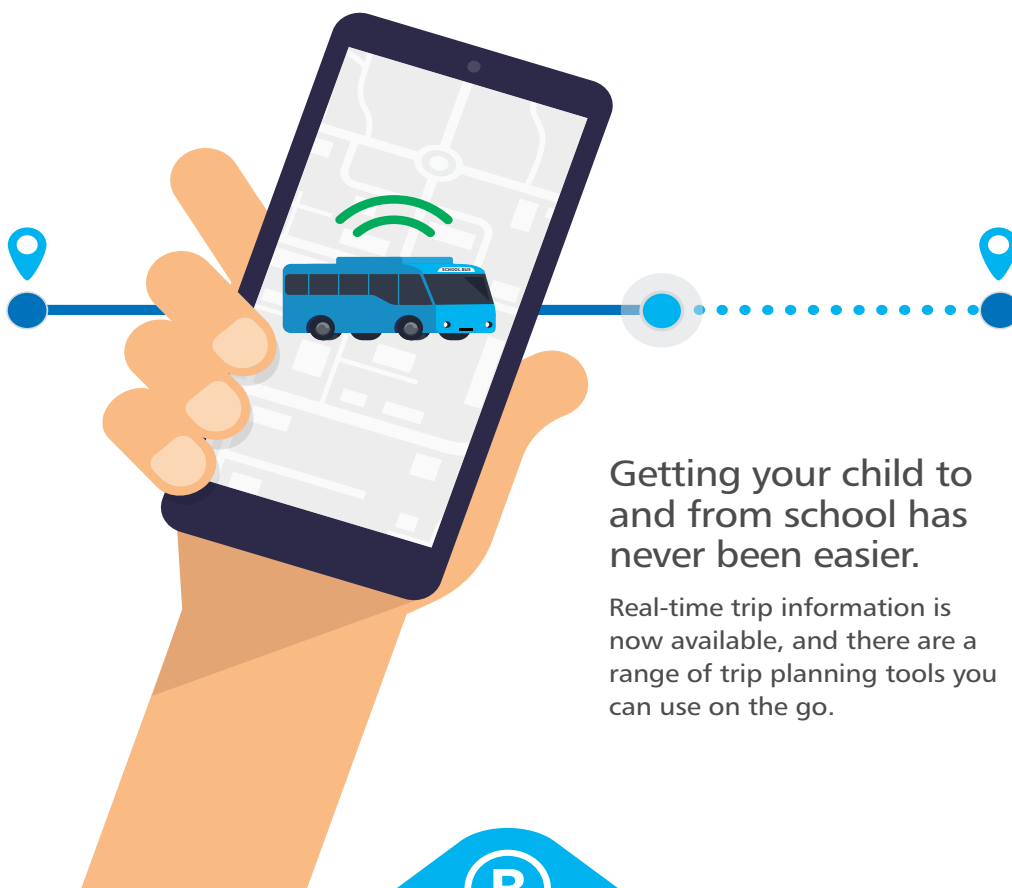 SCHOOL BUS
Getting your child to
and from school has
never been easier.
Real-time trip information is
now available, and there are a
range of trip planning tools you
can use on the go.
B